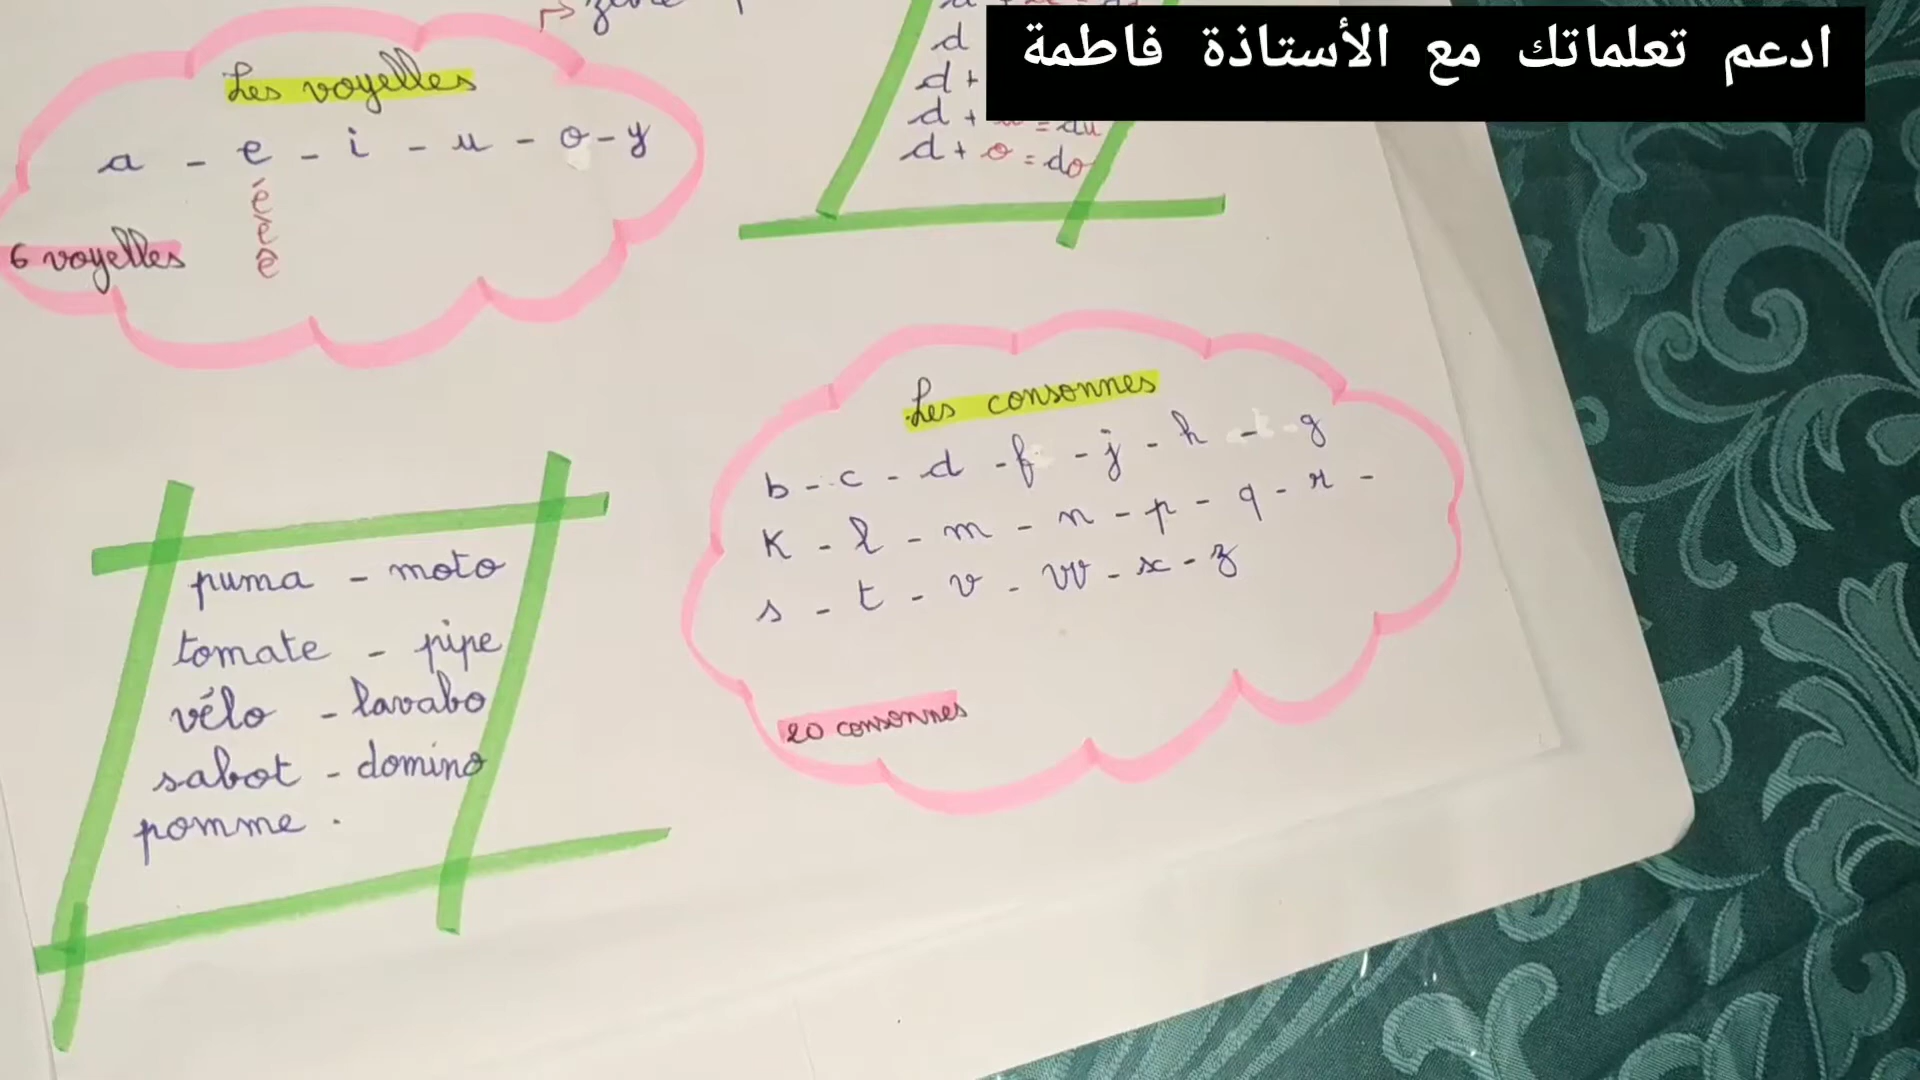 ادعم تعلماتك مع الأستاذة فاطمة
Les voyelles
a - e - i - u - o - y
é
è
ê
6 voyelles
d
d +
d + u = du
d + o = do
Les consonnes
b - c - d - f - j - h - g
k - l - m - n - p - q - r -
s - t - v - w - x - z
20 consonnes
puma - moto
tomate - pipe
vélo - lavabo
sabot - domino
pomme .